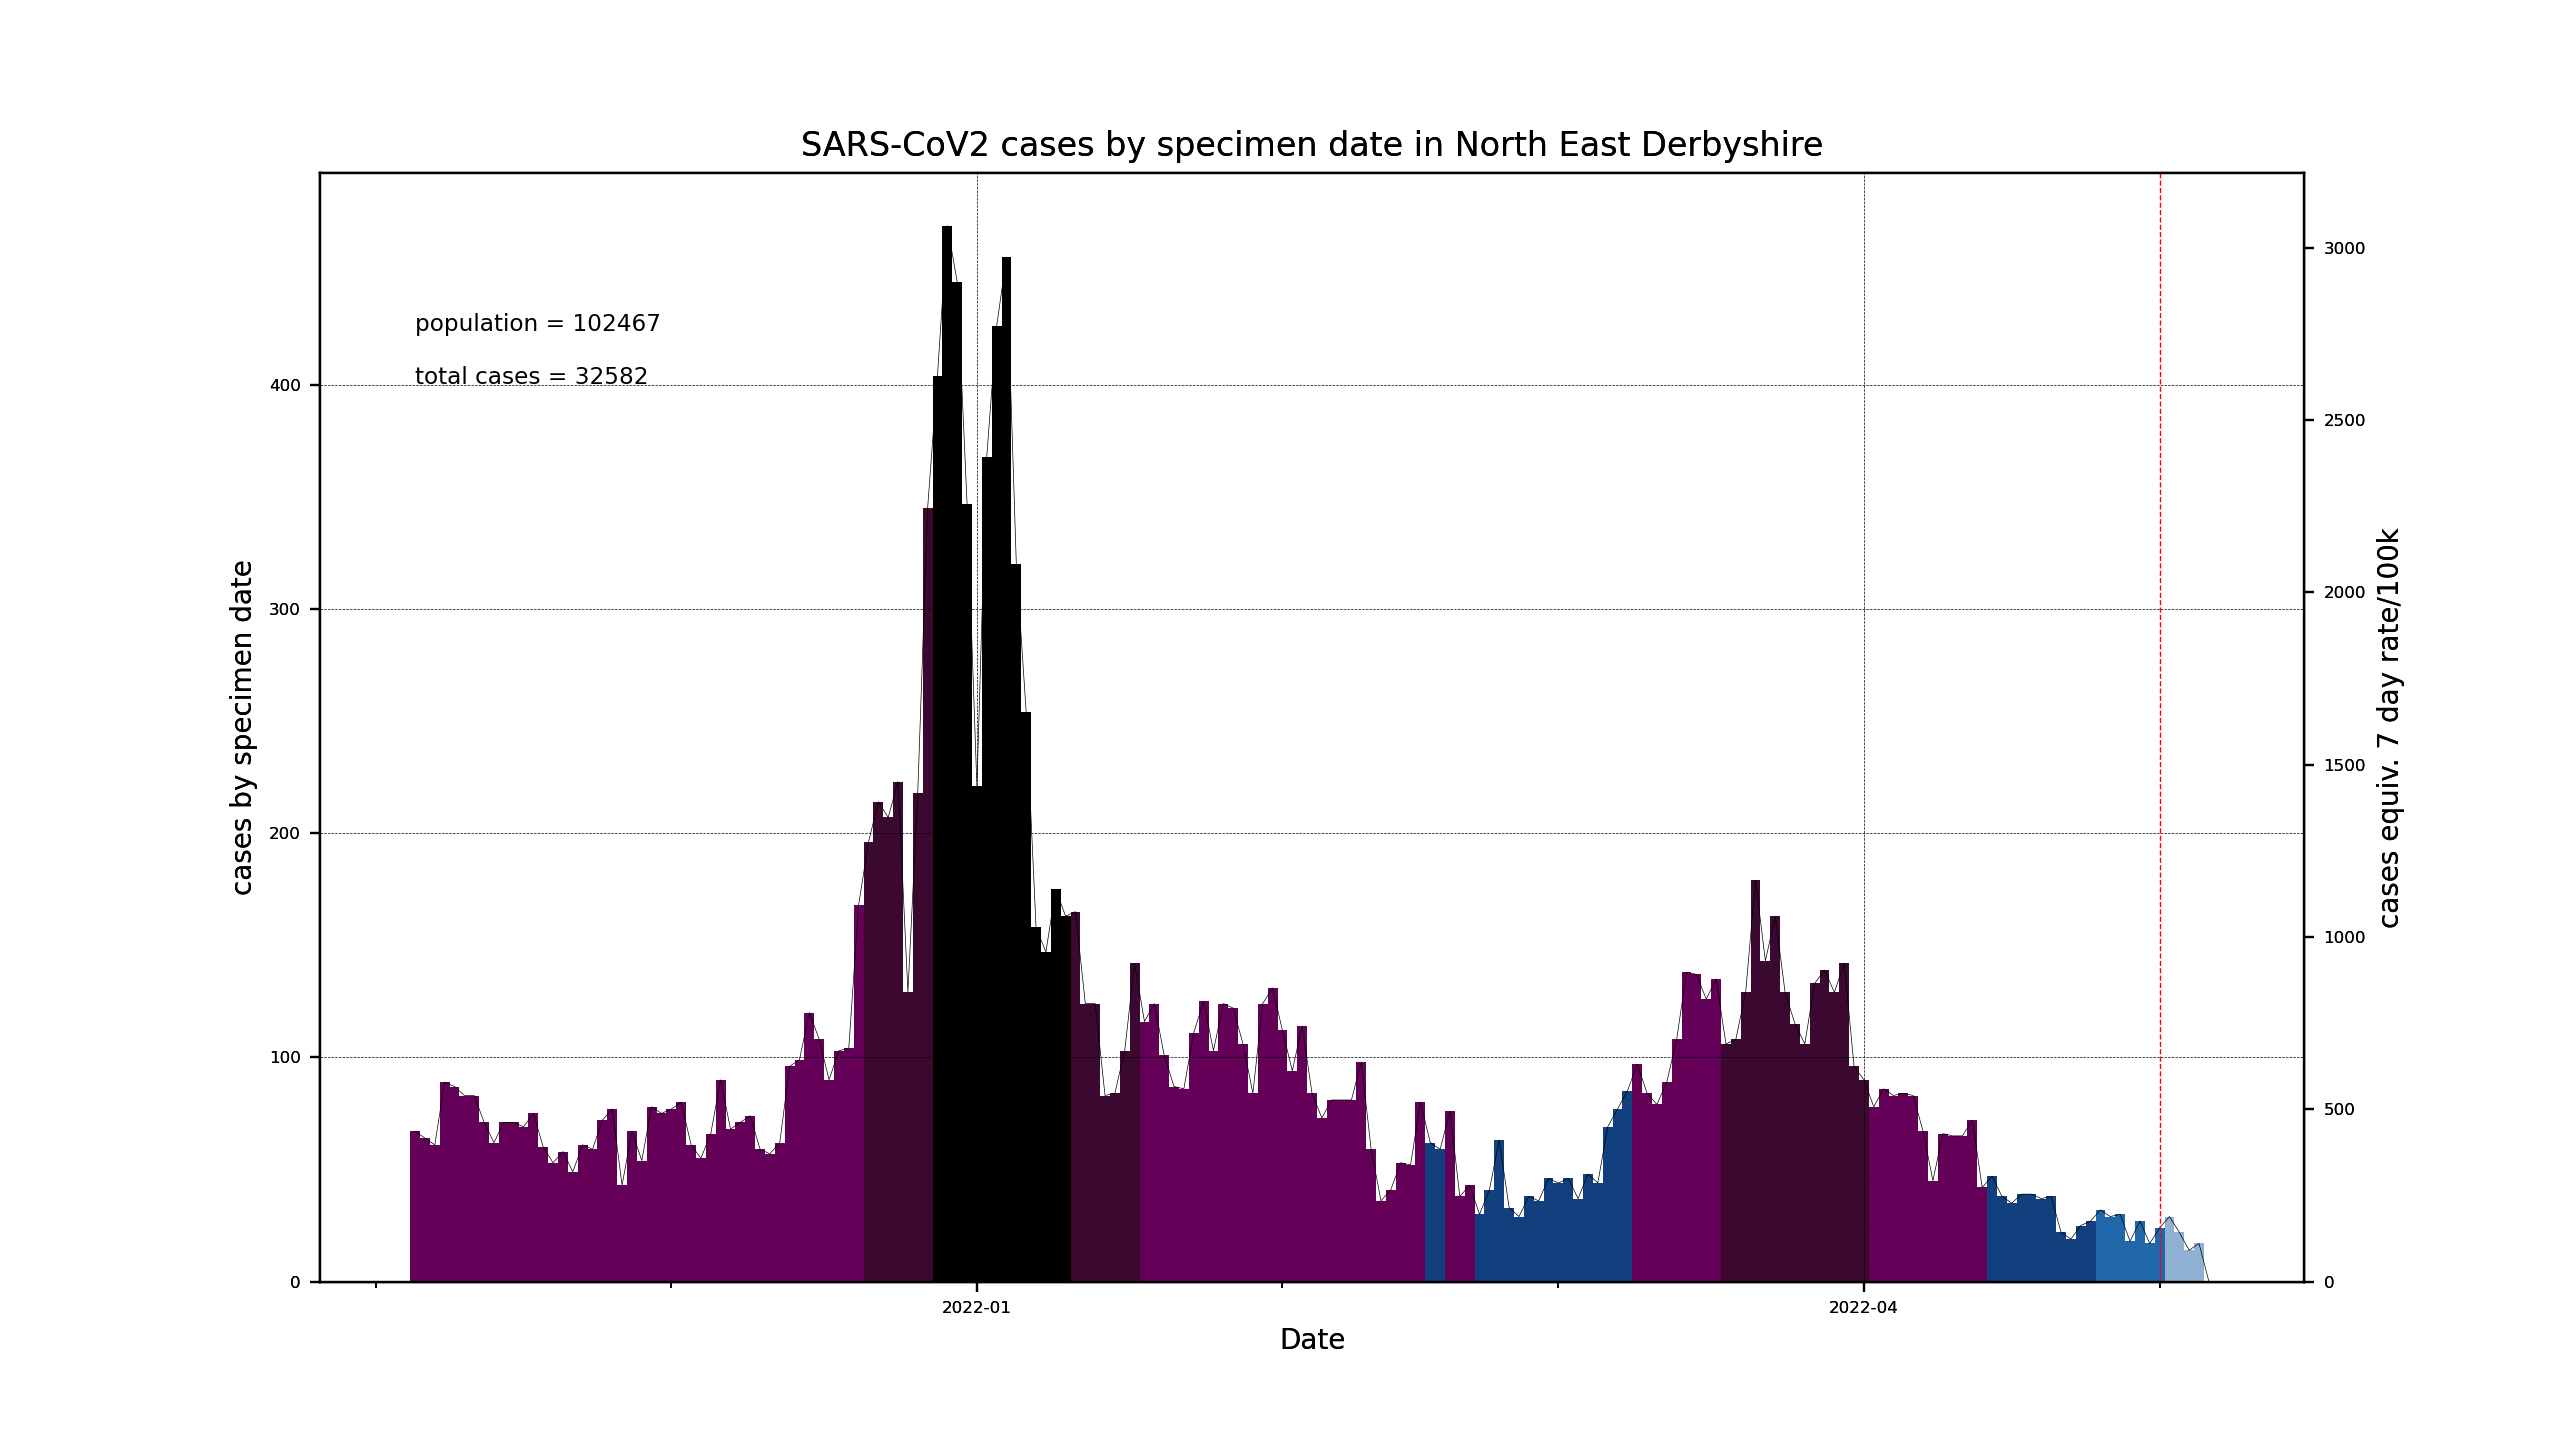 SARS-CoV2 cases by specimen date in North East Derbyshire
population = 102467
total cases = 32582
cases by specimen date
400
300
200
100
0
3000
2500
2000
1500
1000
500
0
cases equiv. 7 day rate/100k
2022-01
2022-04
Date